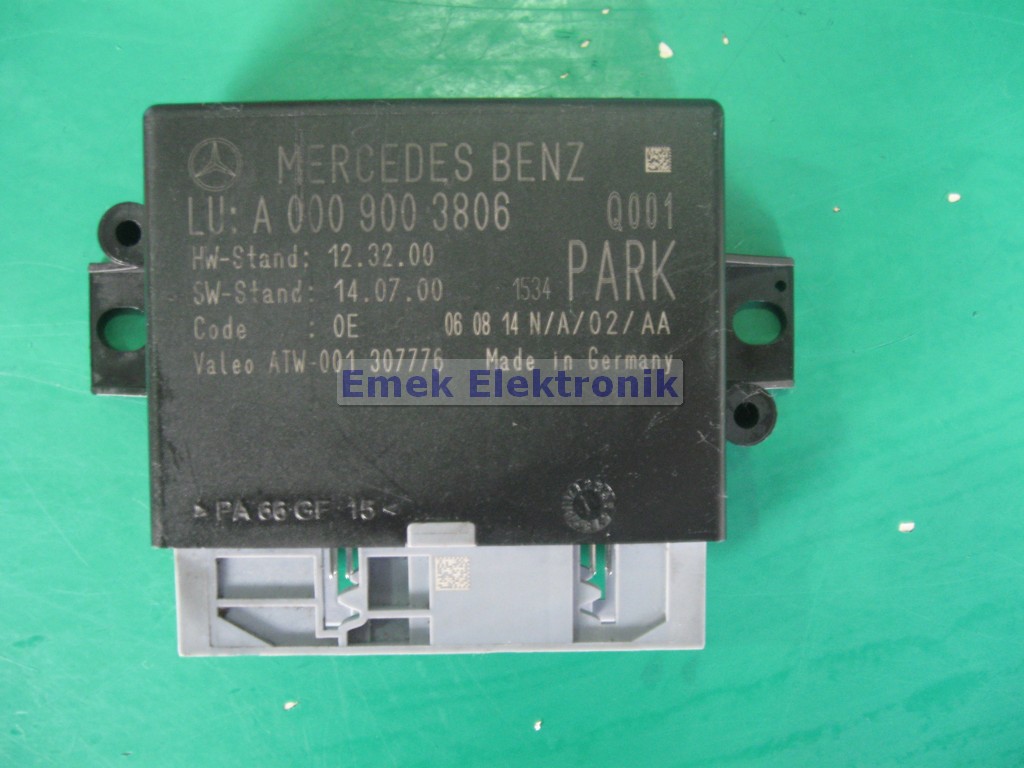 MERCEDES BENZ
LU: A 000 900 3806 Q001
HW-Stand: 12.32.00
SW-Stand: 14.07.00 1534 PARK
Code : 0E 06 08 14 N/A/02/AA
Valeo ATW-001 307776 Made in Germany
Emek Elektronik
> PA 66 GF 15 <